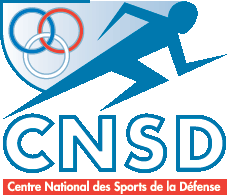 CNSD
Centre National des Sports de la Défense